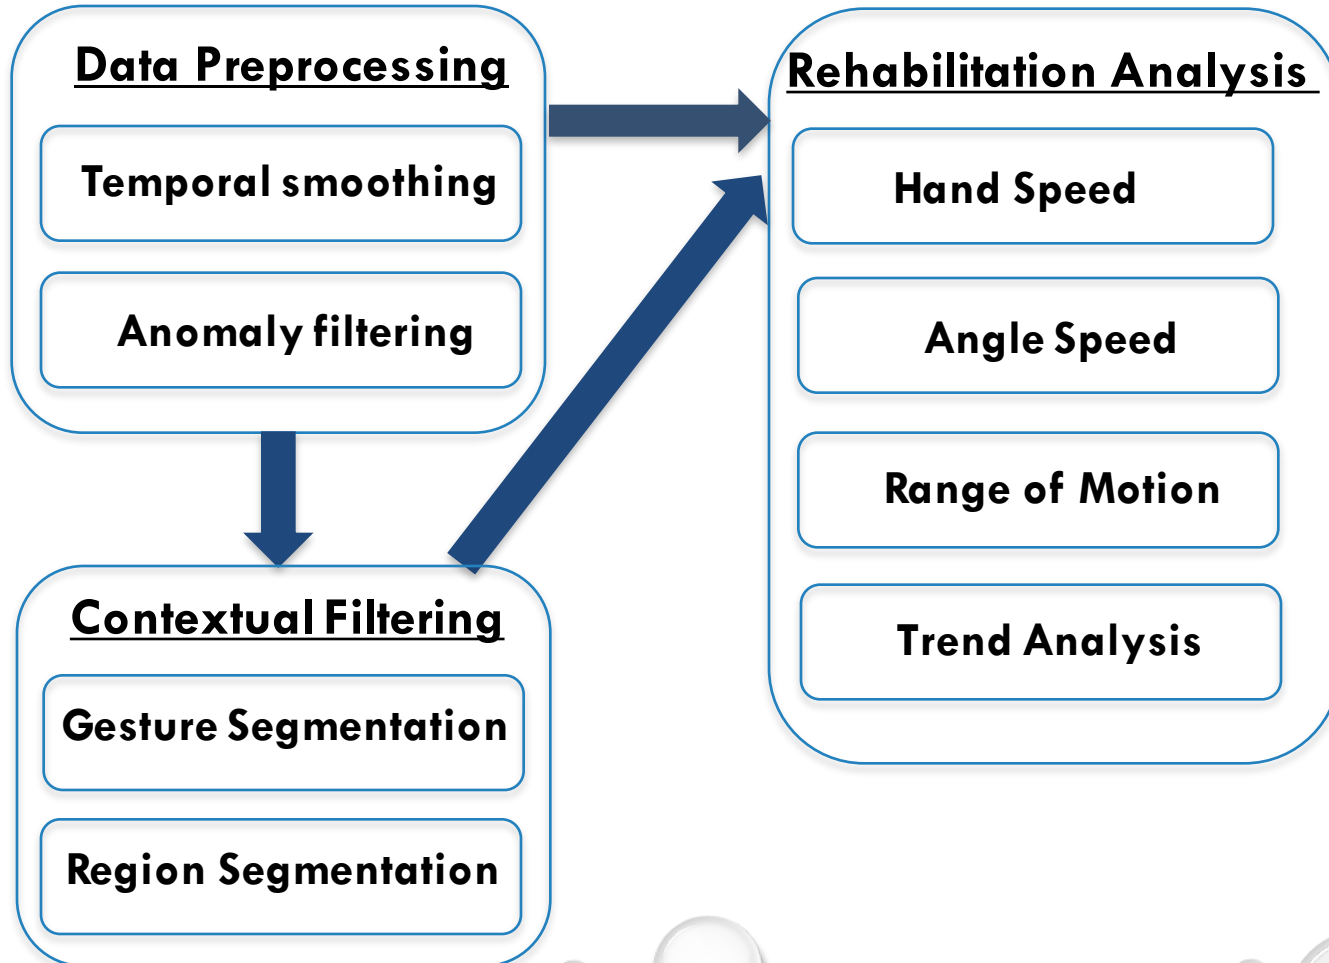 Data Preprocessing
Temporal smoothing
Anomaly filtering
Contextual Filtering
Gesture Segmentation
Region Segmentation
Rehabilitation Analysis
Hand Speed
Angle Speed
Range of Motion
Trend Analysis